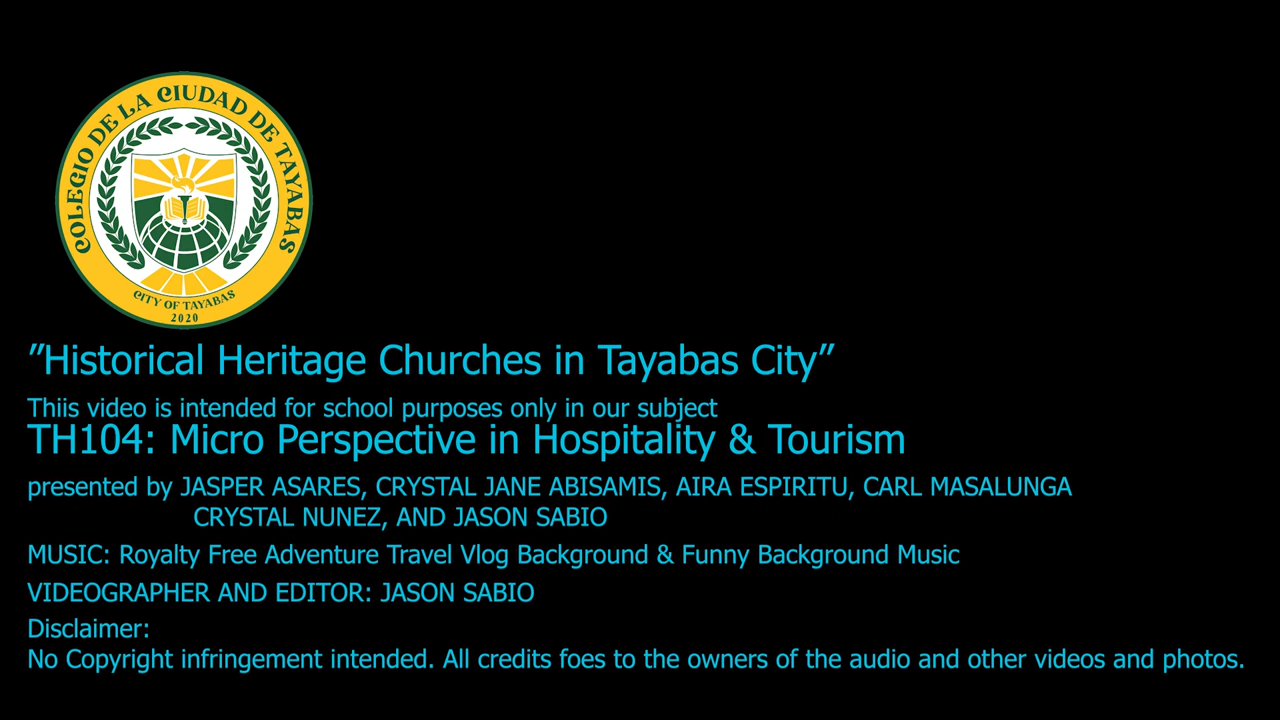 COLEGIO DE LA CIUDAD DE TAYABAS
CITY OF TAYABAS
2020
”Historical Heritage Churches in Tayabas City”
Thiis video is intended for school purposes only in our subject
TH104: Micro Perspective in Hospitality & Tourism
presented by JASPER ASARES, CRYSTAL JANE ABISAMIS, AIRA ESPIRITU, CARL MASALUNGA
CRYSTAL NUNEZ, AND JASON SABIO
MUSIC: Royalty Free Adventure Travel Vlog Background & Funny Background Music
VIDEOGRAPHER AND EDITOR: JASON SABIO
Disclaimer:
No Copyright infringement intended. All credits foes to the owners of the audio and other videos and photos.